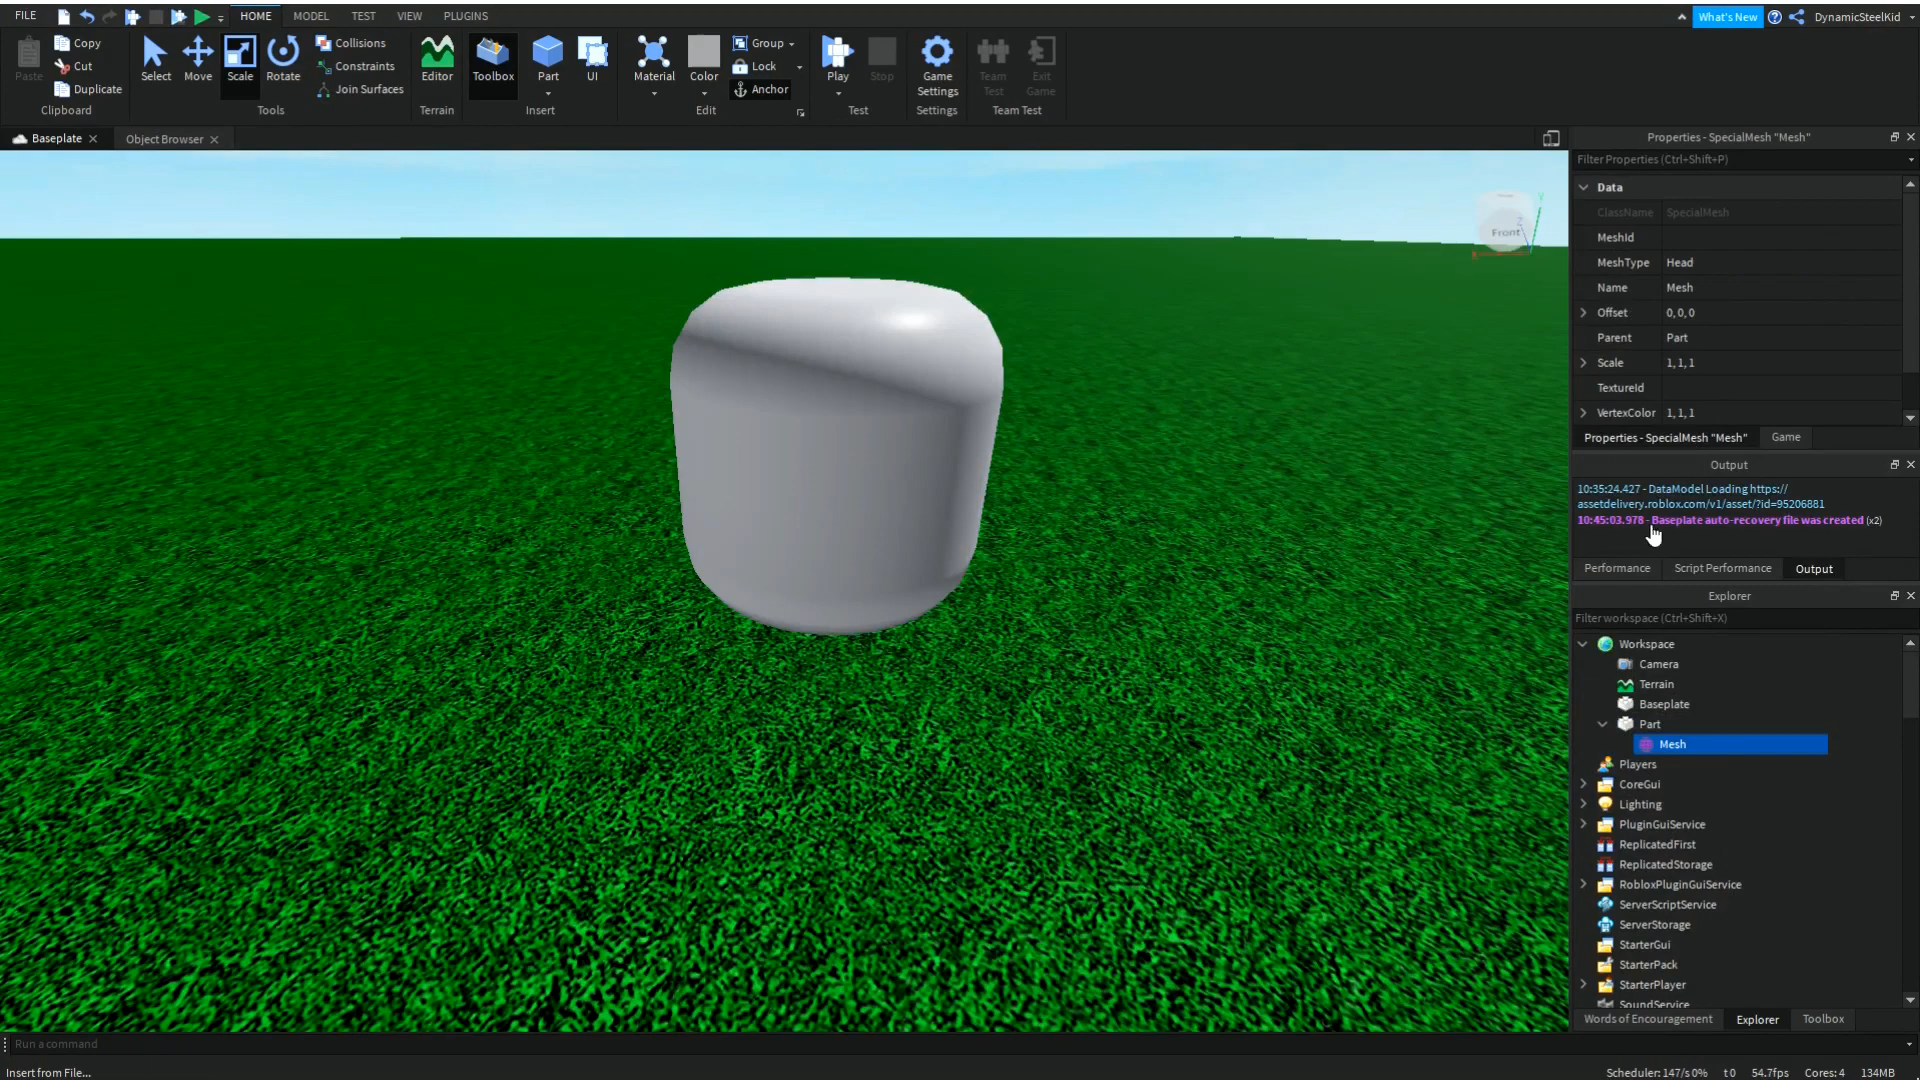 FILE
HOME
MODEL
TEST
VIEW
PLUGINS
What's New
DynamicSteelKid
Paste
Copy
Cut
Duplicate
Clipboard
Select
Move
Scale
Rotate
Collisions
Constraints
Join Surfaces
Tools
Editor
Terrain
Toolbox
Part
UI
Insert
Material
Color
Group
Lock
Anchor
Edit
Play
Stop
Test
Game
Settings
Settings
Team
Test
Exit
Game
Team Test
Baseplate
Object Browser
Front
Y
Z
Properties - SpecialMesh "Mesh"
Filter Properties (Ctrl+Shift+P)
Data
ClassName SpecialMesh
MeshId
MeshType Head
Name Mesh
Offset 0, 0, 0
Parent Part
Scale 1, 1, 1
TextureId
VertexColor 1, 1, 1
Properties - SpecialMesh "Mesh"
Game
Output
10:35:24.427 - DataModel Loading https://
assetdelivery.roblox.com/v1/asset/?id=95206881
10:45:03.978 - Baseplate auto-recovery file was created (x2)
Performance
Script Performance
Output
Explorer
Filter workspace (Ctrl+Shift+X)
Workspace
Camera
Terrain
Baseplate
Part
Mesh
Players
CoreGui
Lighting
PluginGuiService
ReplicatedFirst
ReplicatedStorage
RobloxPluginGuiService
ServerScriptService
ServerStorage
StarterGui
StarterPack
StarterPlayer
SoundService
Words of Encouragement
Explorer
Toolbox
Run a command
Insert from File...
Scheduler: 147/s 0%
t 0
54.7fps
Cores: 4
134MB